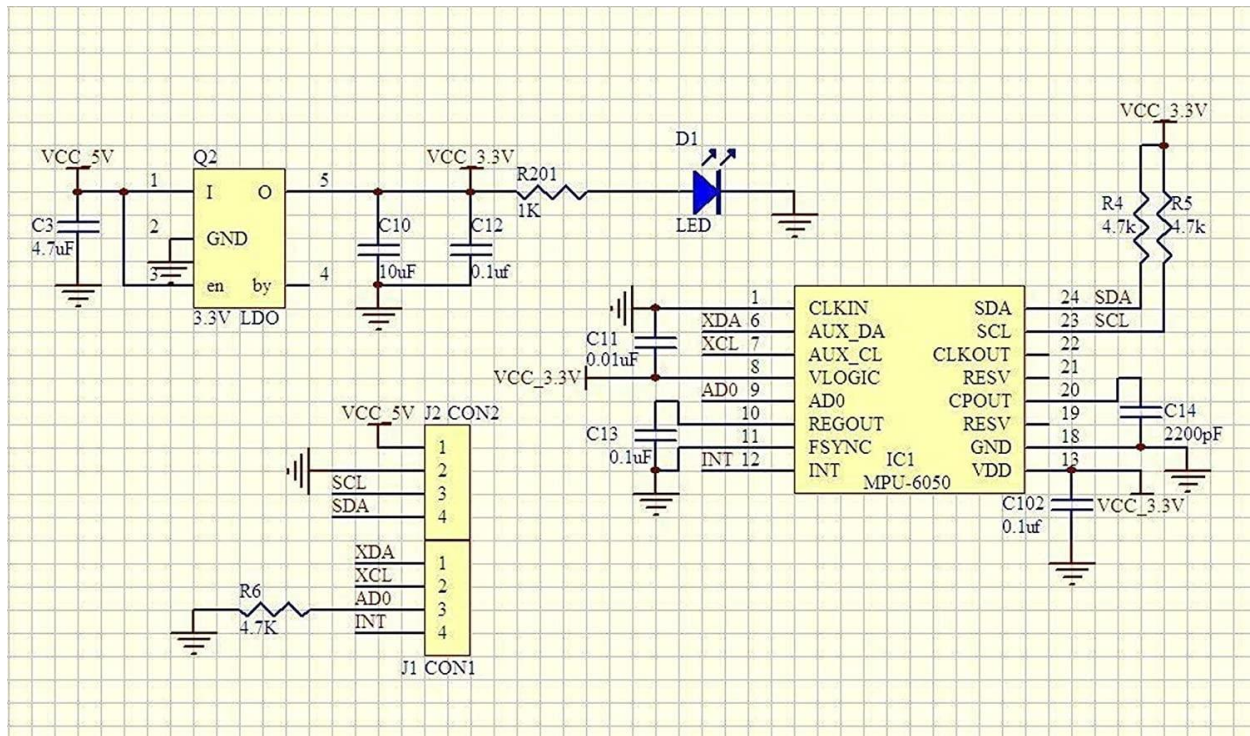 VCC_5V
Q2
1
I
O
5
C3
4.7uF
2
GND
3
en
by
4
3.3V LDO
VCC_3.3V
C10
10uF
C12
0.1uf
R201
1K
D1
LED
VCC_3.3V
R4
4.7k
R5
4.7k
1
CLKIN
XDA
6
AUX_DA
XCL
7
AUX_CL
8
VLOGIC
AD0
9
AD0
10
REGOUT
11
FSYNC
INT
12
INT
C11
0.01uF
VCC_3.3V
C13
0.1uF
SDA
24
SDA
SCL
23
SCL
CLKOUT
22
RESV
21
CPOUT
20
RESV
19
GND
18
VDD
13
IC1
MPU-6050
C14
2200pF
C102
0.1uf
VCC_3.3V
VCC_5V
J2 CON2
1
2
SCL
3
SDA
4
XDA
1
XCL
2
AD0
3
INT
4
R6
4.7K
J1 CON1